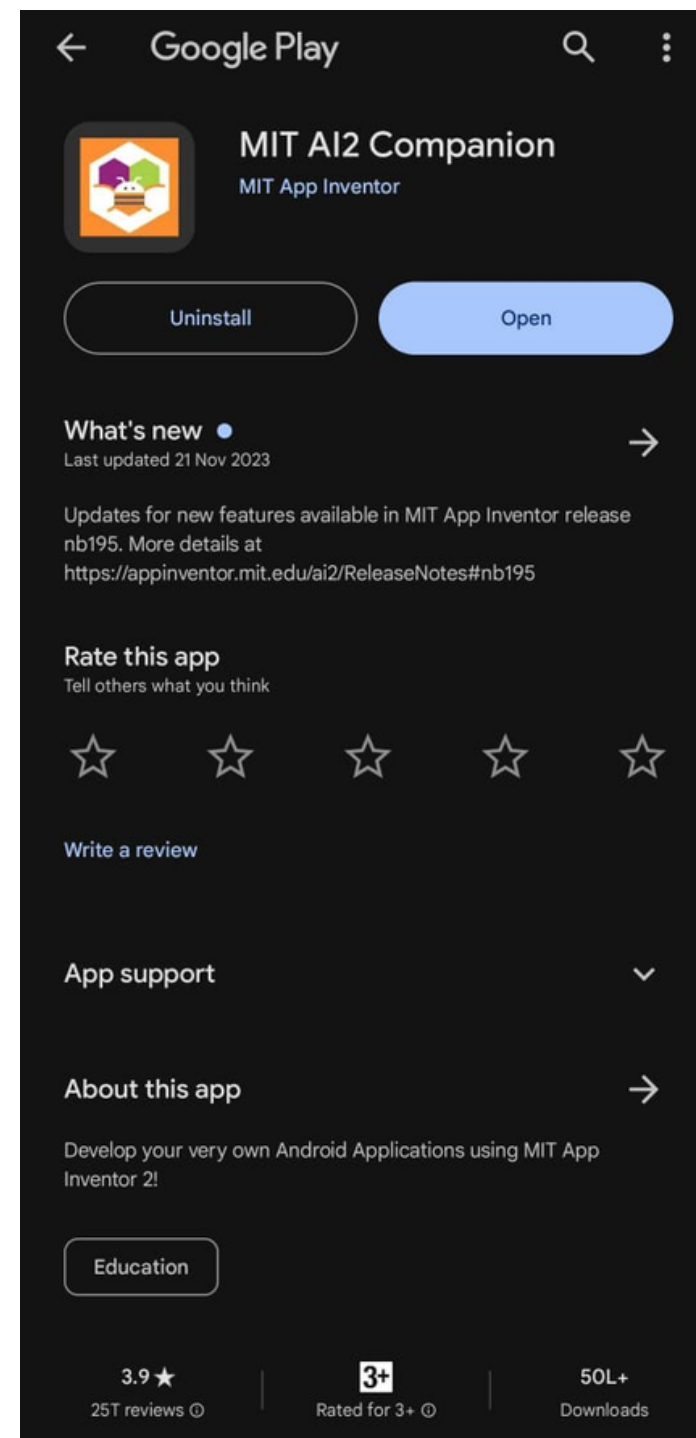 Google Play
MIT AI2 Companion
MIT App Inventor
Uninstall
Open
What's new
Last updated 21 Nov 2023
Updates for new features available in MIT App Inventor release
nb195. More details at
https://appinventor.mit.edu/ai2/ReleaseNotes#nb195
Rate this app
Tell others what you think
Write a review
App support
About this app
Develop your very own Android Applications using MIT App
Inventor 2!
Education
3.9★
25T reviews
3+
Rated for 3+
50L+
Downloads